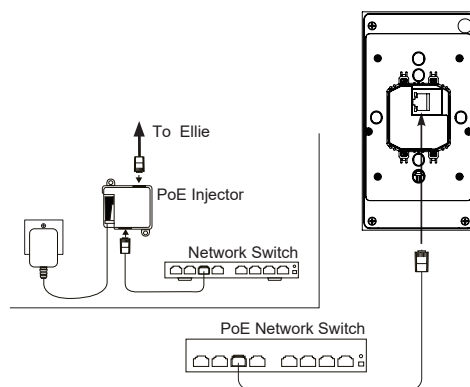 To Ellie
PoE Injector
Network Switch
PoE Network Switch